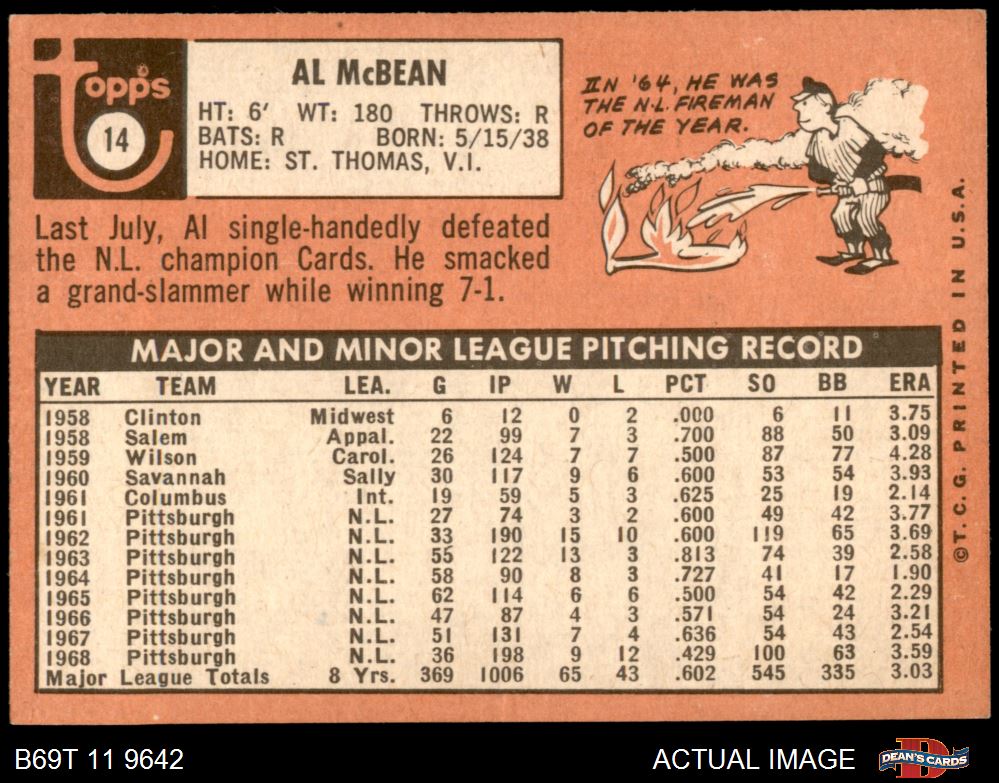 Topps
14
AL McBEAN
HT: 6' WT: 180 THROWS: R
BATS: R BORN: 5/15/38
HOME: ST. THOMAS, V.I.
IN '64, HE WAS
THE N.L. FIREMAN
OF THE YEAR.
Last July, Al single-handedly defeated
the N.L. champion Cards. He smacked
a grand-slammer while winning 7-1.
MAJOR AND MINOR LEAGUE PITCHING RECORD
YEAR TEAM LEA. G IP W L PCT SO BB ERA
1958 Clinton Midwest 6 12 0 2 .000 6 11 3.75
1958 Salem Appal. 22 99 7 3 .700 88 50 3.09
1959 Wilson Carol. 26 124 7 7 .500 87 77 4.28
1960 Savannah Sally 30 117 9 6 .600 53 54 3.93
1961 Columbus Int. 19 59 5 3 .625 25 19 2.14
1961 Pittsburgh N.L. 27 74 3 2 .600 49 42 3.77
1962 Pittsburgh N.L. 33 190 15 10 .600 119 65 3.69
1963 Pittsburgh N.L. 55 122 13 3 .813 74 39 2.58
1964 Pittsburgh N.L. 58 90 8 3 .727 41 17 1.90
1965 Pittsburgh N.L. 62 114 6 6 .500 54 42 2.29
1966 Pittsburgh N.L. 47 87 4 3 .571 54 24 3.21
1967 Pittsburgh N.L. 51 131 7 4 .636 54 43 2.54
1968 Pittsburgh N.L. 36 198 9 12 .429 100 63 3.59
Major League Totals 8 Yrs. 369 1006 65 43 .602 545 335 3.03
©T.C.G. PRINTED IN U.S.A.
B69T 11 9642
ACTUAL IMAGE
DEAN'S CARDS